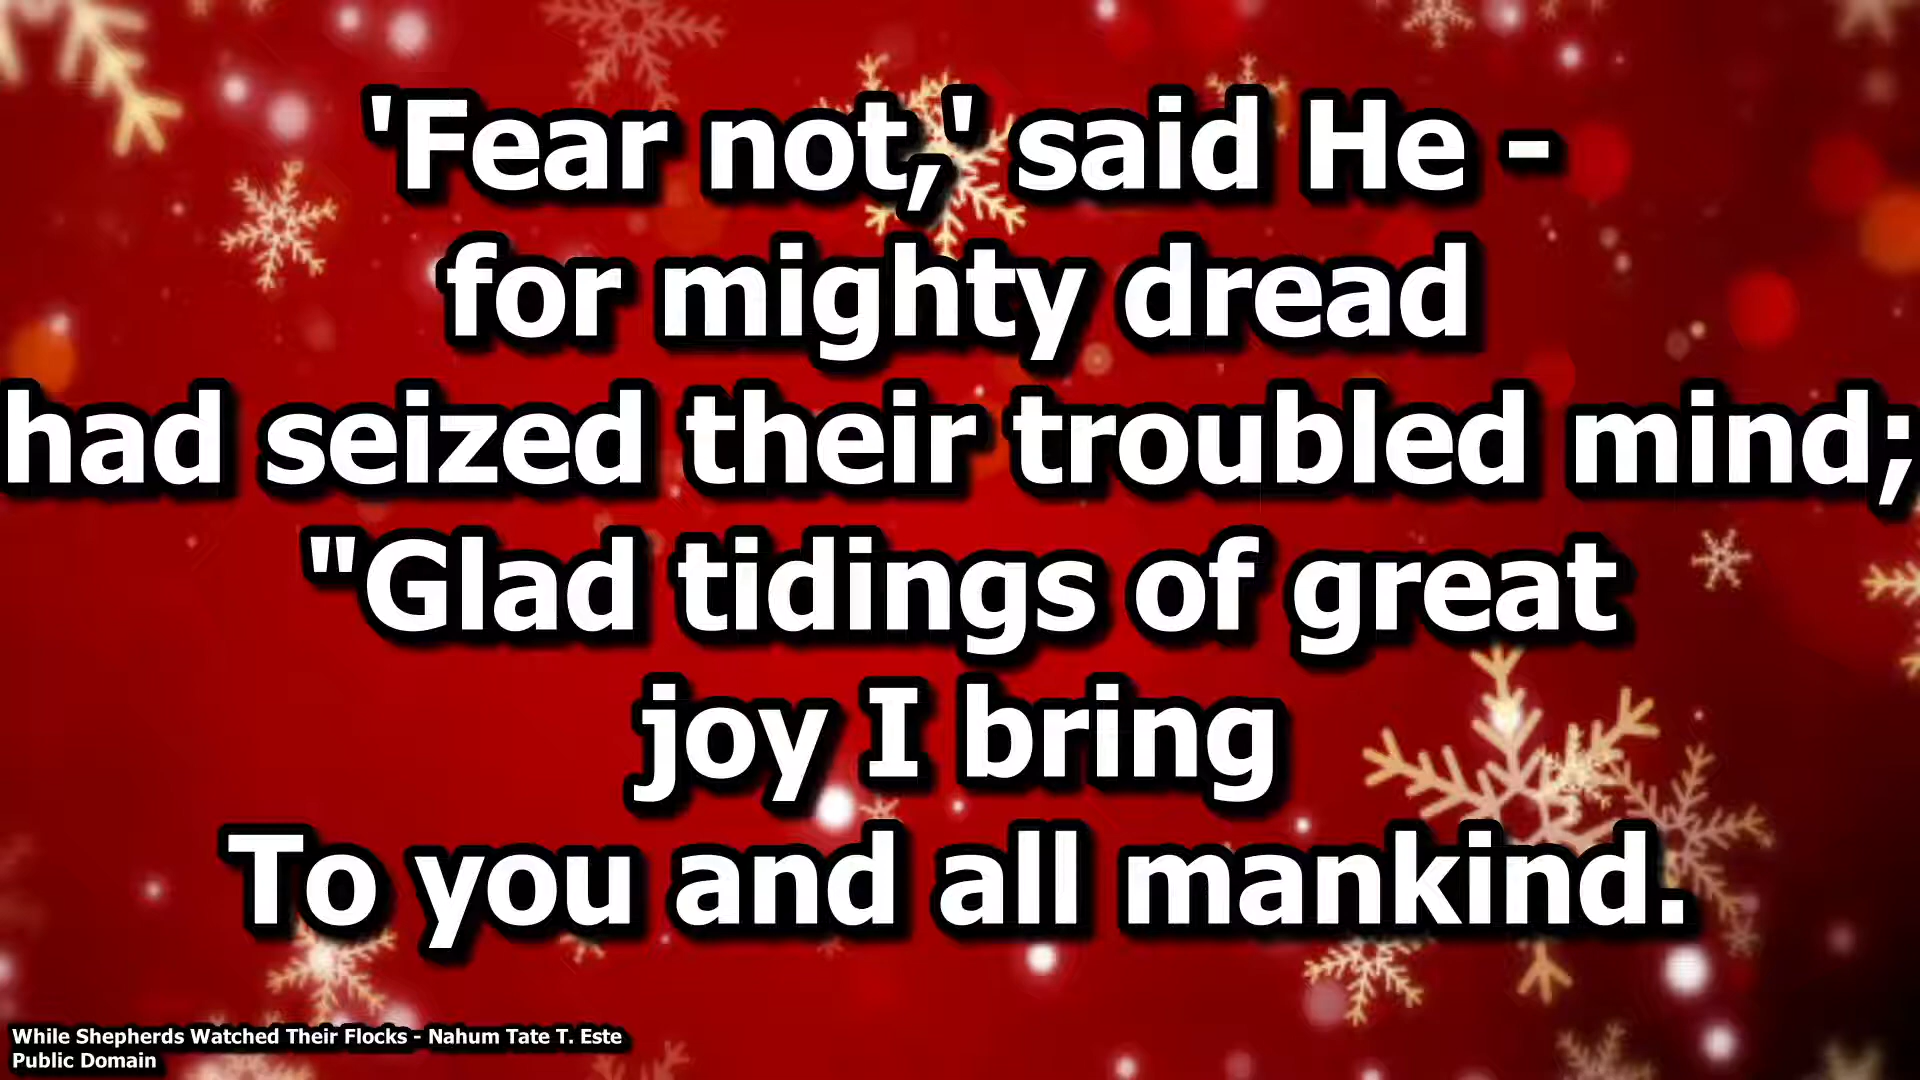 'Fear not,' said He -
for mighty dread
had seized their troubled mind;
"Glad tidings of great
joy I bring
To you and all mankind.
While Shepherds Watched Their Flocks - Nahum Tate T. Este
Public Domain